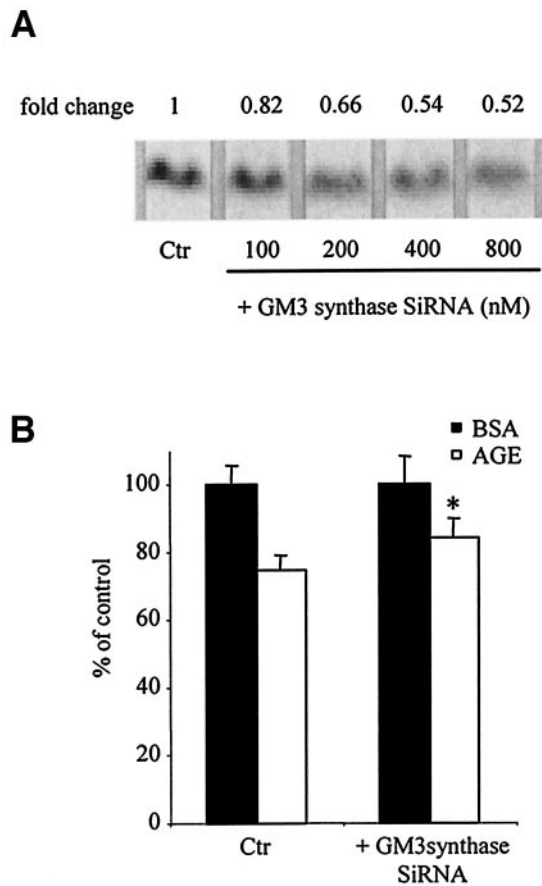 A
fold change 1 0.82 0.66 0.54 0.52
Ctr 100 200 400 800
+ GM3 synthase SiRNA (nM)
B
BSA
AGE
*
% of control
100
80
60
40
20
0
Ctr
+ GM3synthase
SiRNA